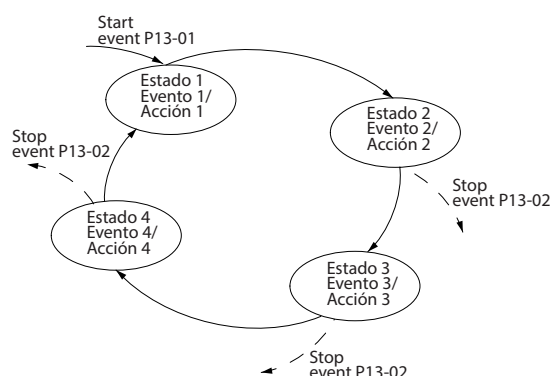 Start
event P13-01
Estado 1
Evento 1/
Acción 1
Estado 2
Evento 2/
Acción 2
Stop
event P13-02
Stop
event P13-02
Estado 4
Evento 4/
Acción 4
Estado 3
Evento 3/
Acción 3
Stop
event P13-02